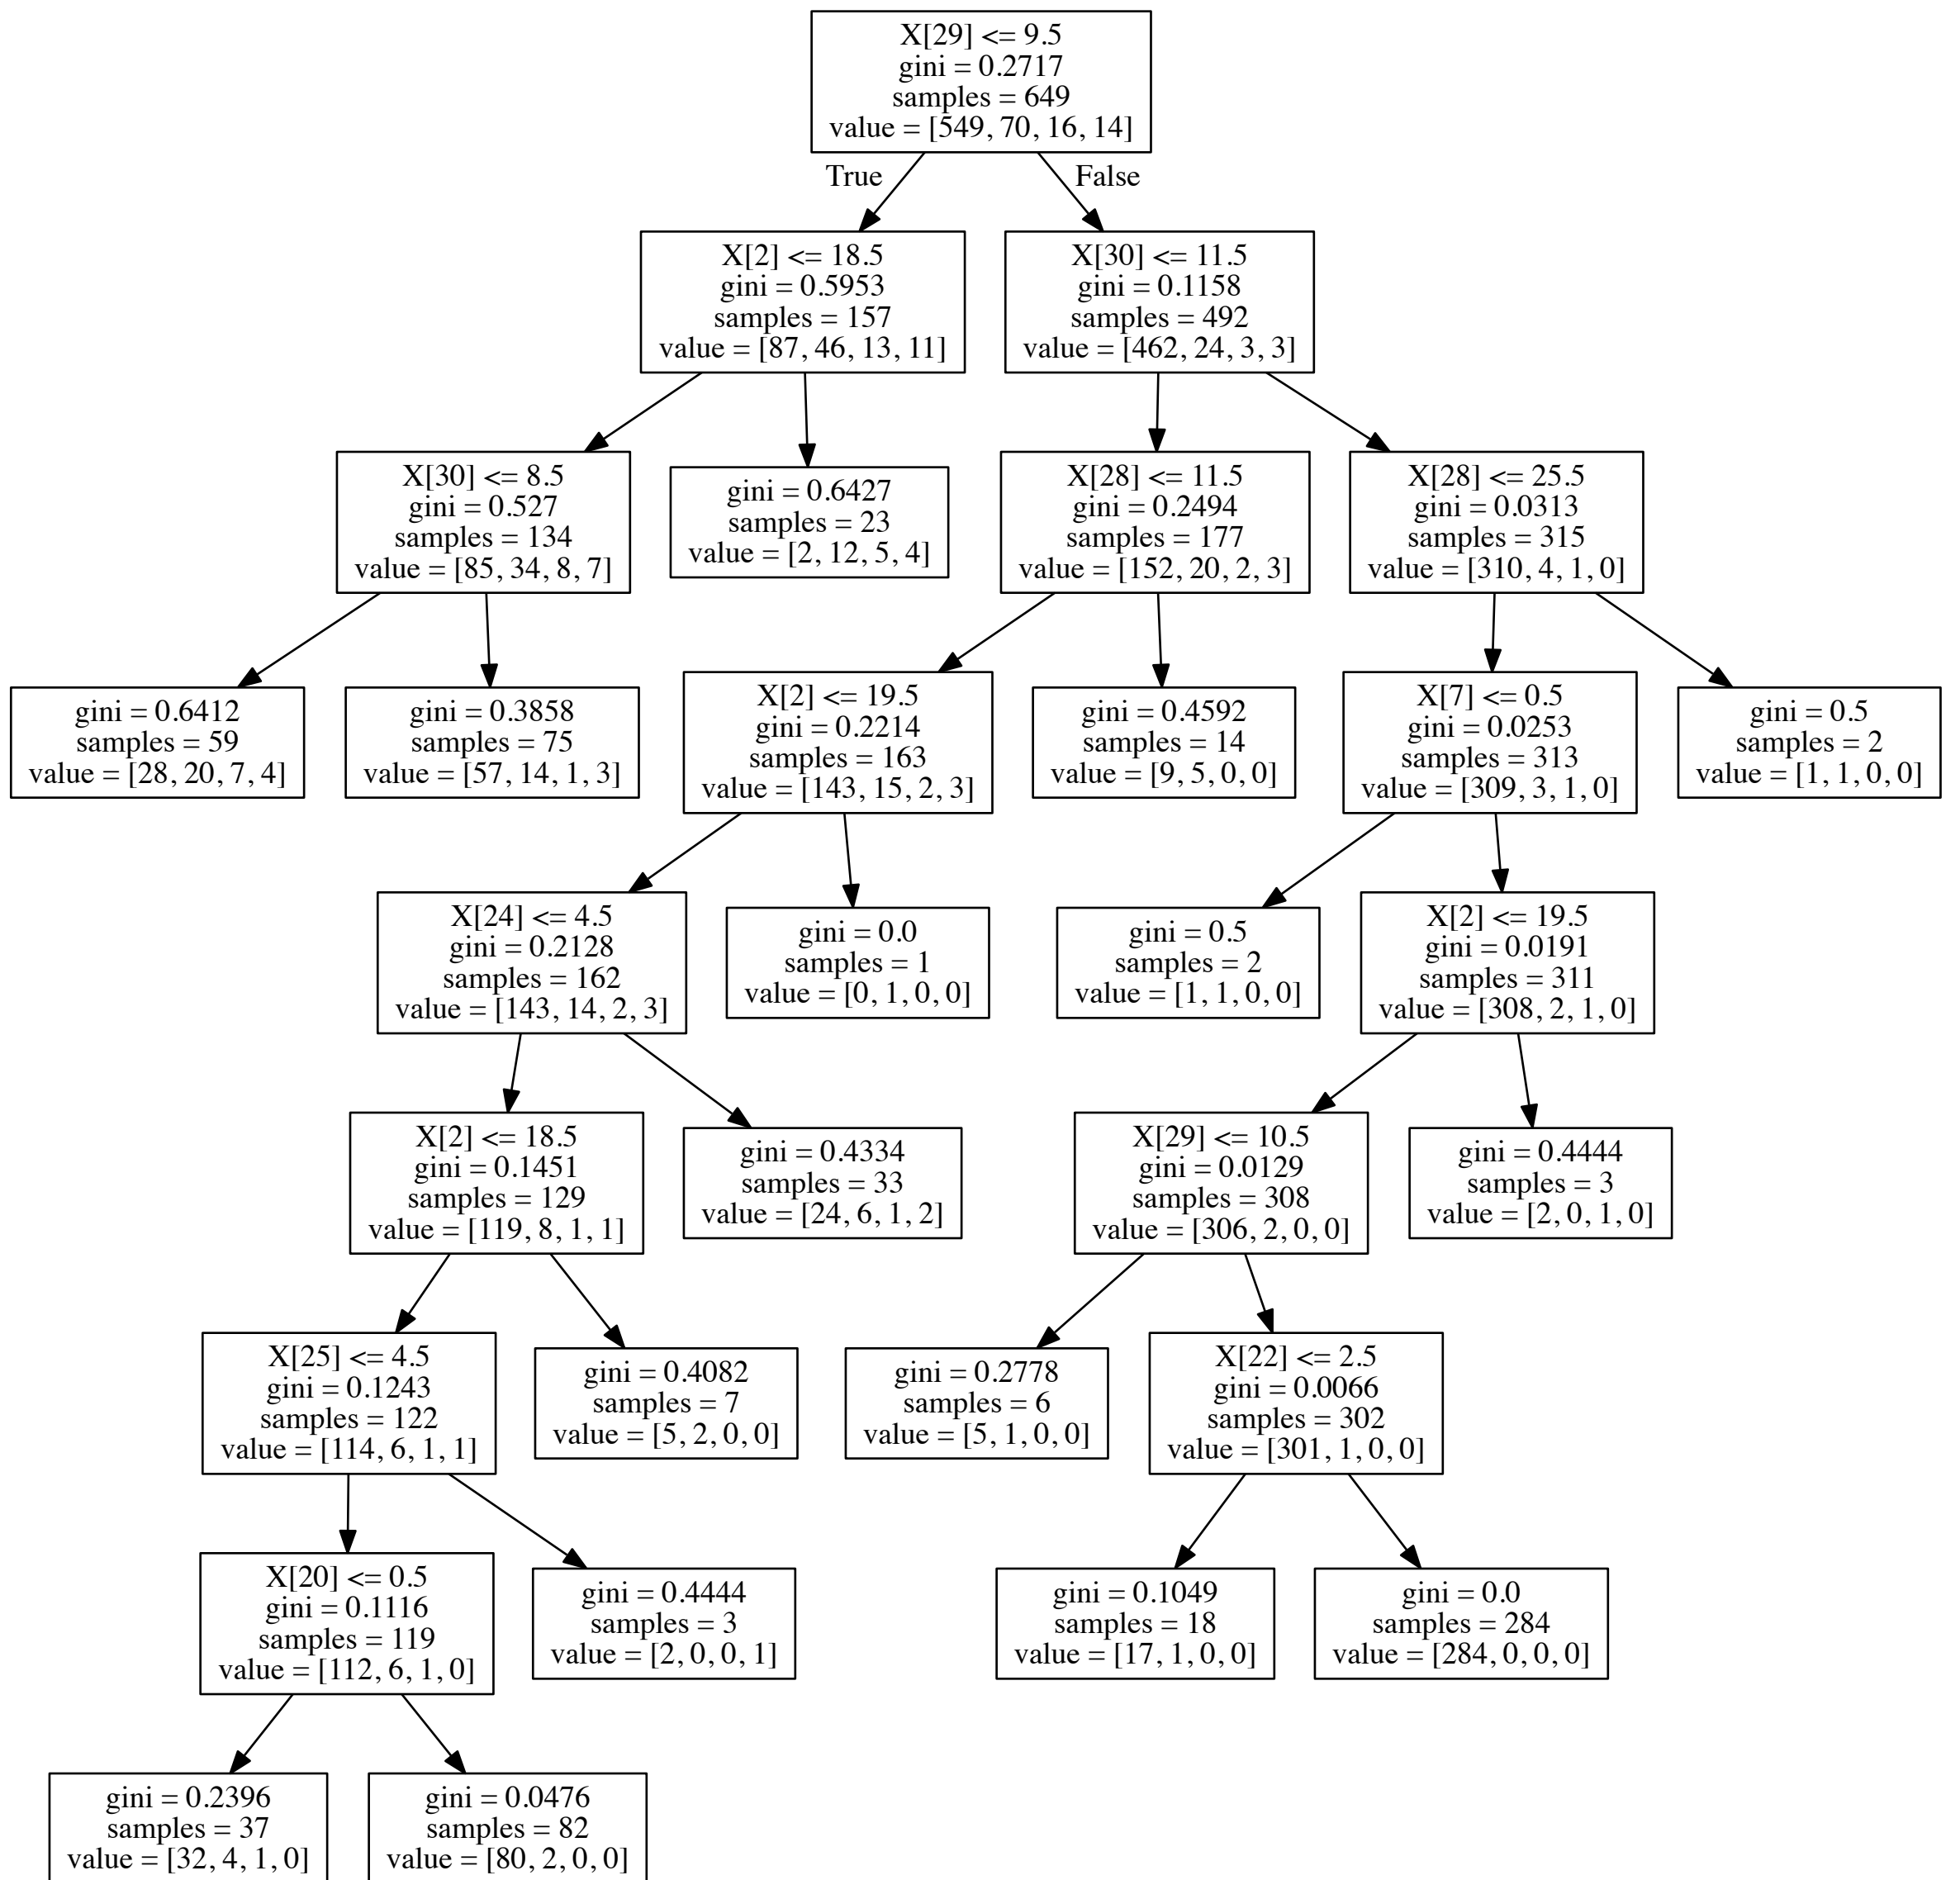 X[29] <= 9.5
gini = 0.2717
samples = 649
value = [549, 70, 16, 14]
True
False
X[2] <= 18.5
gini = 0.5953
samples = 157
value = [87, 46, 13, 11]
X[30] <= 11.5
gini = 0.1158
samples = 492
value = [462, 24, 3, 3]
X[30] <= 8.5
gini = 0.527
samples = 134
value = [85, 34, 8, 7]
gini = 0.6427
samples = 23
value = [2, 12, 5, 4]
X[28] <= 11.5
gini = 0.2494
samples = 177
value = [152, 20, 2, 3]
X[28] <= 25.5
gini = 0.0313
samples = 315
value = [310, 4, 1, 0]
gini = 0.6412
samples = 59
value = [28, 20, 7, 4]
gini = 0.3858
samples = 75
value = [57, 14, 1, 3]
X[2] <= 19.5
gini = 0.2214
samples = 163
value = [143, 15, 2, 3]
gini = 0.4592
samples = 14
value = [9, 5, 0, 0]
X[7] <= 0.5
gini = 0.0253
samples = 313
value = [309, 3, 1, 0]
gini = 0.5
samples = 2
value = [1, 1, 0, 0]
X[24] <= 4.5
gini = 0.2128
samples = 162
value = [143, 14, 2, 3]
gini = 0.0
samples = 1
value = [0, 1, 0, 0]
gini = 0.5
samples = 2
value = [1, 1, 0, 0]
X[2] <= 19.5
gini = 0.0191
samples = 311
value = [308, 2, 1, 0]
X[2] <= 18.5
gini = 0.1451
samples = 129
value = [119, 8, 1, 1]
gini = 0.4334
samples = 33
value = [24, 6, 1, 2]
X[29] <= 10.5
gini = 0.0129
samples = 308
value = [306, 2, 0, 0]
gini = 0.4444
samples = 3
value = [2, 0, 1, 0]
X[25] <= 4.5
gini = 0.1243
samples = 122
value = [114, 6, 1, 1]
gini = 0.4082
samples = 7
value = [5, 2, 0, 0]
gini = 0.2778
samples = 6
value = [5, 1, 0, 0]
X[22] <= 2.5
gini = 0.0066
samples = 302
value = [301, 1, 0, 0]
X[20] <= 0.5
gini = 0.1116
samples = 119
value = [112, 6, 1, 0]
gini = 0.4444
samples = 3
value = [2, 0, 0, 1]
gini = 0.1049
samples = 18
value = [17, 1, 0, 0]
gini = 0.0
samples = 284
value = [284, 0, 0, 0]
gini = 0.2396
samples = 37
value = [32, 4, 1, 0]
gini = 0.0476
samples = 82
value = [80, 2, 0, 0]